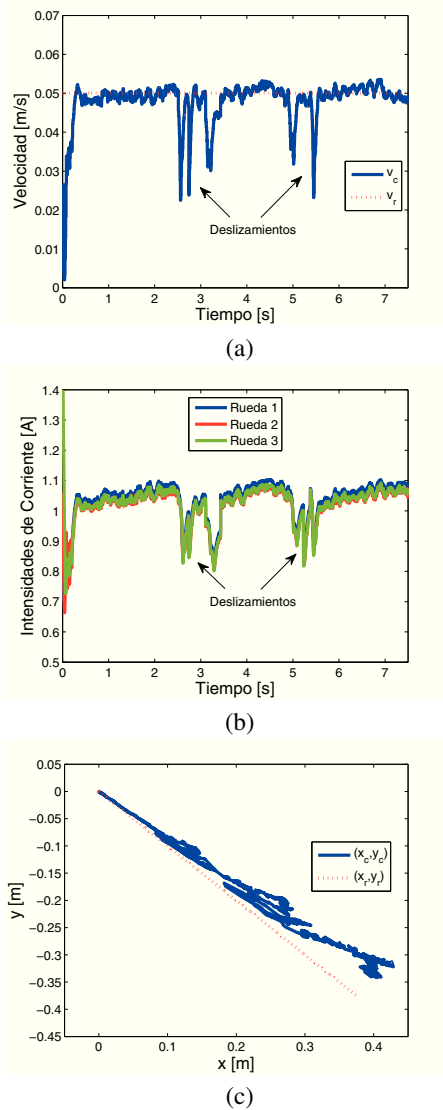 0.07
0.06
0.05
0.04
0.03
0.02
0.01
0
Velocidad [m/s]
v_c
v_r
Deslizamientos
0 1 2 3 4 5 6 7
Tiempo [s]
(a)
1.4
1.3
1.2
1.1
1
0.9
0.8
0.7
0.6
0.5
Intensidades de Corriente [A]
Rueda 1
Rueda 2
Rueda 3
Deslizamientos
0 1 2 3 4 5 6 7
Tiempo [s]
(b)
0.05
0
−0.05
−0.1
−0.15
−0.2
−0.25
−0.3
−0.35
−0.4
−0.45
y [m]
(x_c,y_c)
(x_r,y_r)
0 0.1 0.2 0.3 0.4
x [m]
(c)